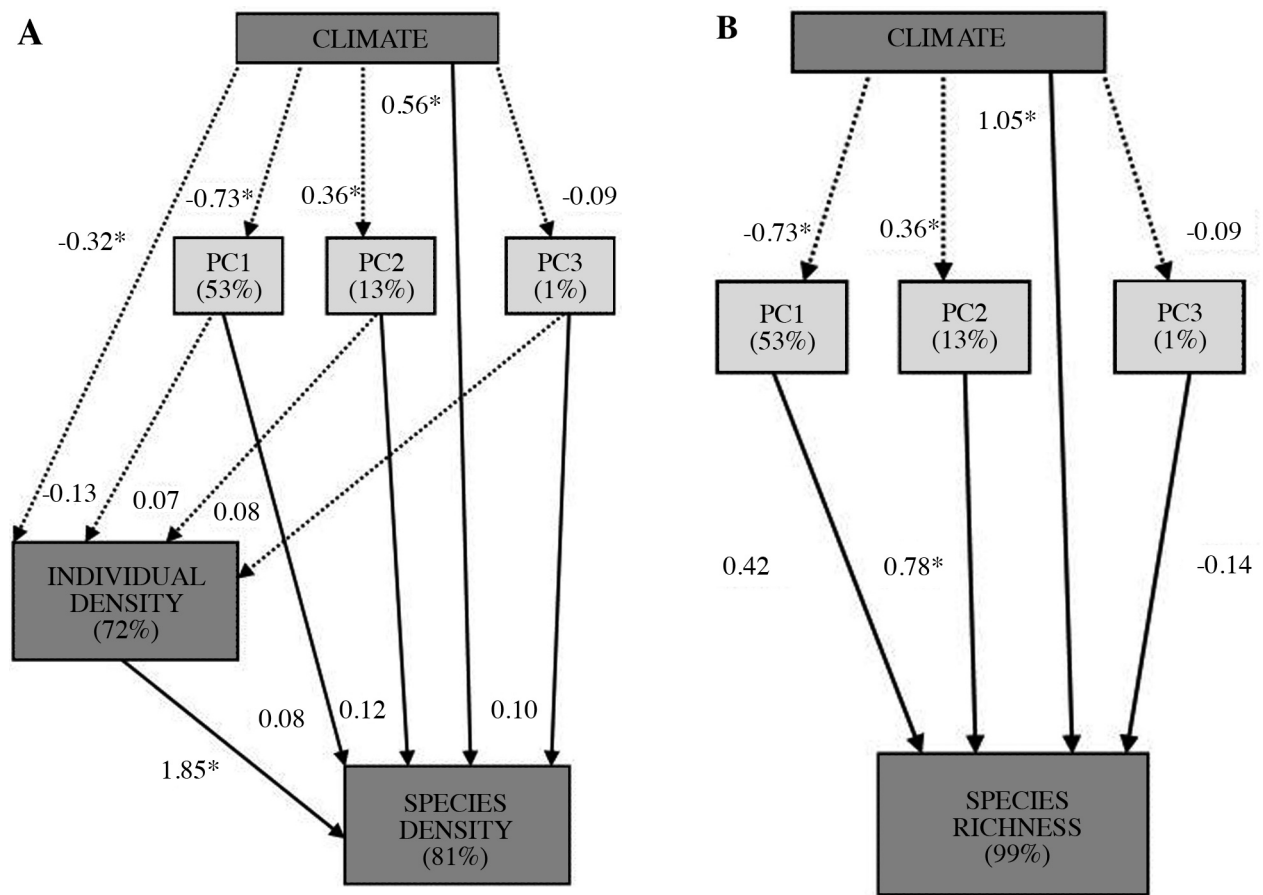 A
CLIMATE
0.56*
-0.73*
0.36*
-0.09
-0.32*
PC1
(53%)
PC2
(13%)
PC3
(1%)
-0.13
0.07
0.08
INDIVIDUAL
DENSITY
(72%)
0.08
0.12
0.10
1.85*
SPECIES
DENSITY
(81%)
B
CLIMATE
1.05*
-0.73*
0.36*
-0.09
PC1
(53%)
PC2
(13%)
PC3
(1%)
0.42
0.78*
-0.14
SPECIES
RICHNESS
(99%)